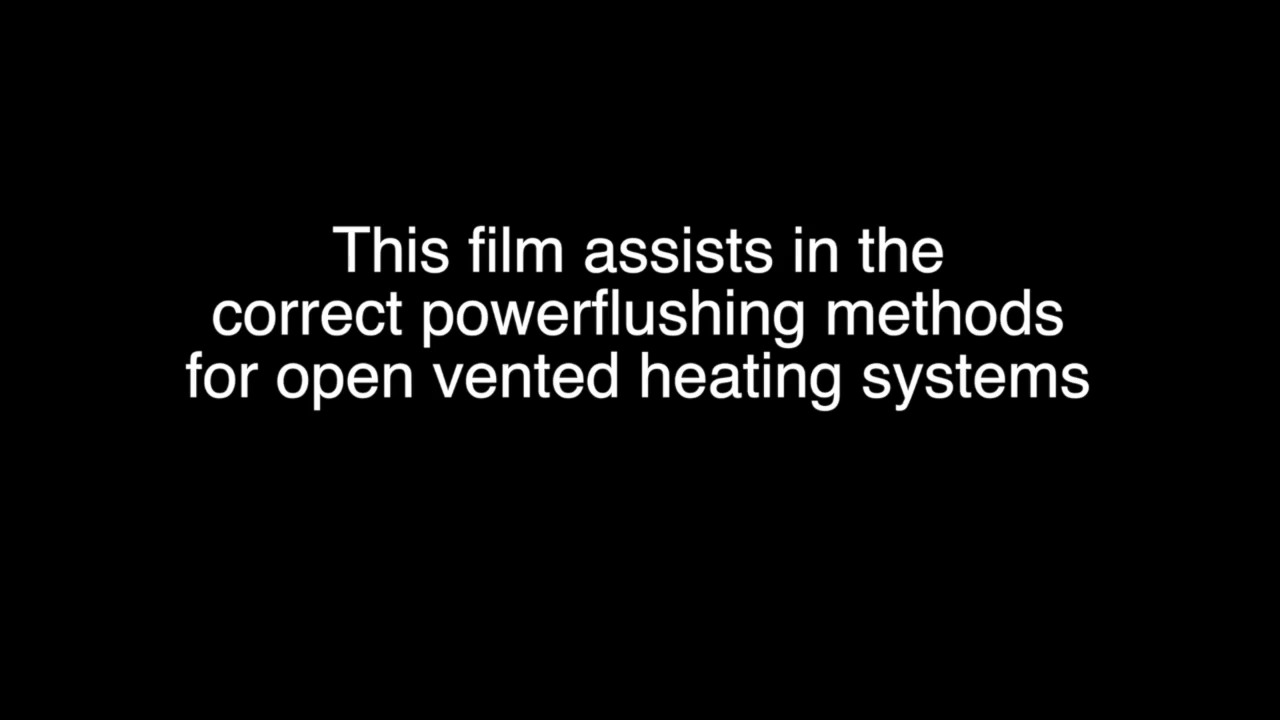 This film assists in the
correct powerflushing methods
for open vented heating systems